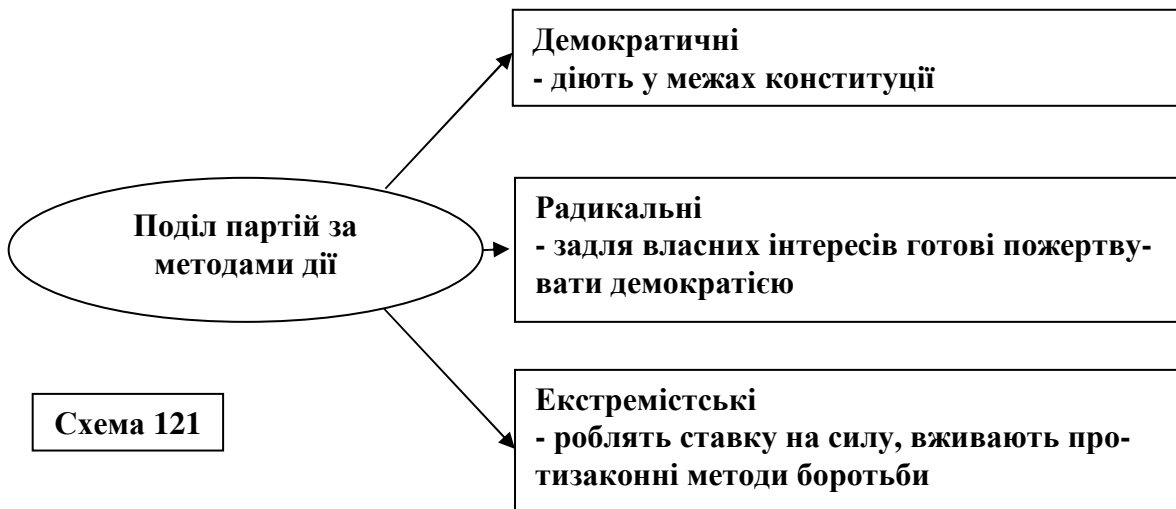 Демократичні
- діють у межах конституції
Поділ партій за
методами дії
Радикальні
- задля власних інтересів готові пожертву-
вати демократією
Екстремістські
- роблять ставку на силу, вживають про-
тизаконні методи боротьби
Схема 121